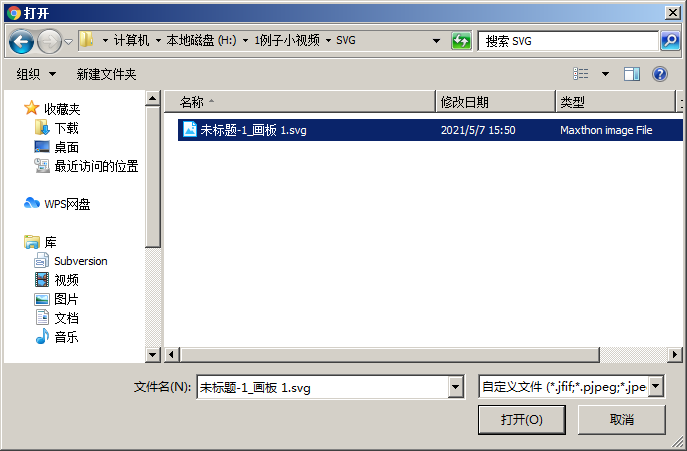 打开
计算机 本地磁盘 (H:) 1例子小视频 SVG
搜索 SVG
组织 新建文件夹
名称 修改日期 类型
未标题-1_画板 1.svg 2021/5/7 15:50 Maxthon image File
收藏夹
下载
桌面
最近访问的位置
WPS网盘
库
Subversion
视频
图片
文档
音乐
文件名(N): 未标题-1_画板 1.svg 自定义文件 (*.jfif;*.pjpeg;*.jpe
打开(O) 取消